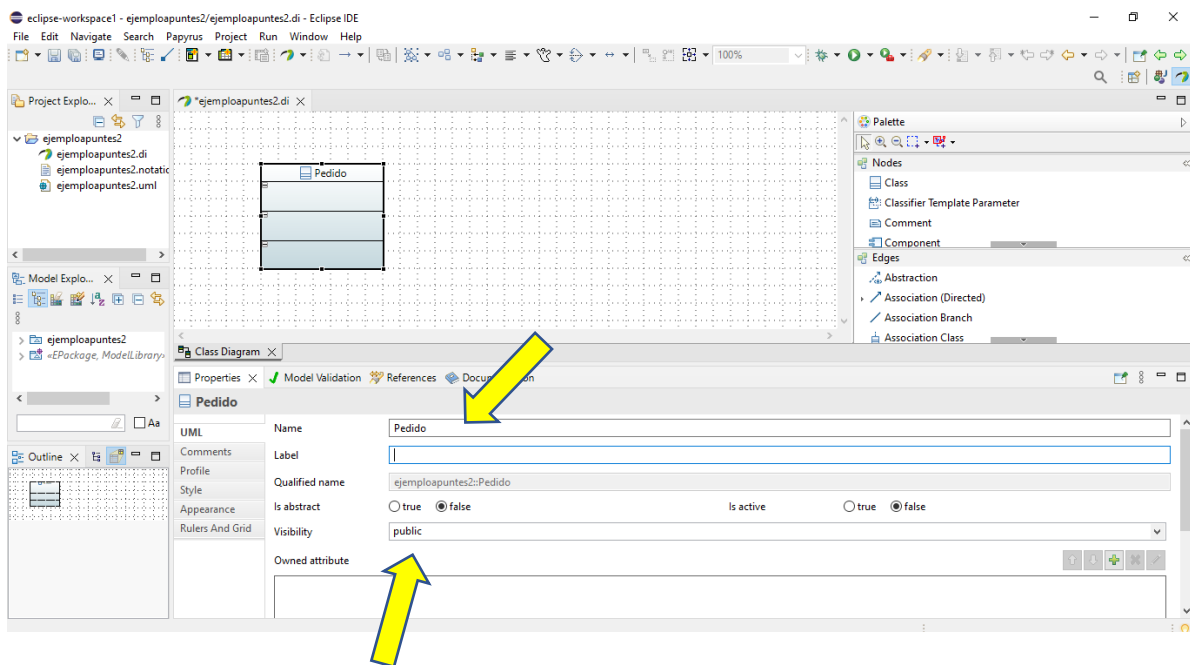 eclipse-workspace1 - ejemploapuntes2/ejemploapuntes2.di - Eclipse IDE
File Edit Navigate Search Papyrus Project Run Window Help
100%
Project Explo...
*ejemploapuntes2.di
Palette
ejemploapuntes2
ejemploapuntes2.di
ejemploapuntes2.notatic
ejemploapuntes2.uml
Pedido
Nodes
Class
Classifier Template Parameter
Comment
Component
Edges
Abstraction
Association (Directed)
Association Branch
Association Class
Model Explo...
ejemploapuntes2
«EPackage, ModelLibrary»
Aa
Outline
Class Diagram
Properties Model Validation References
Pedido
UML
Comments
Profile
Style
Appearance
Rulers And Grid
Name Pedido
Label
Qualified name ejemploapuntes2::Pedido
Is abstract true false Is active true false
Visibility public
Owned attribute